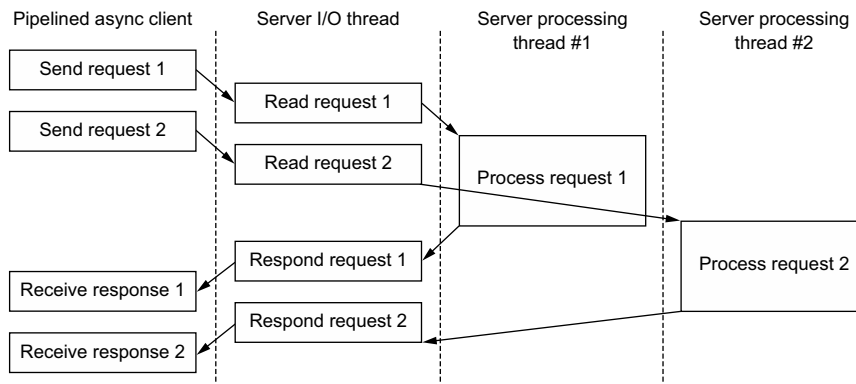 Pipelined async client
Server I/O thread
Server processing
thread #1
Server processing
thread #2
Send request 1
Read request 1
Send request 2
Read request 2
Process request 1
Respond request 1
Process request 2
Receive response 1
Respond request 2
Receive response 2